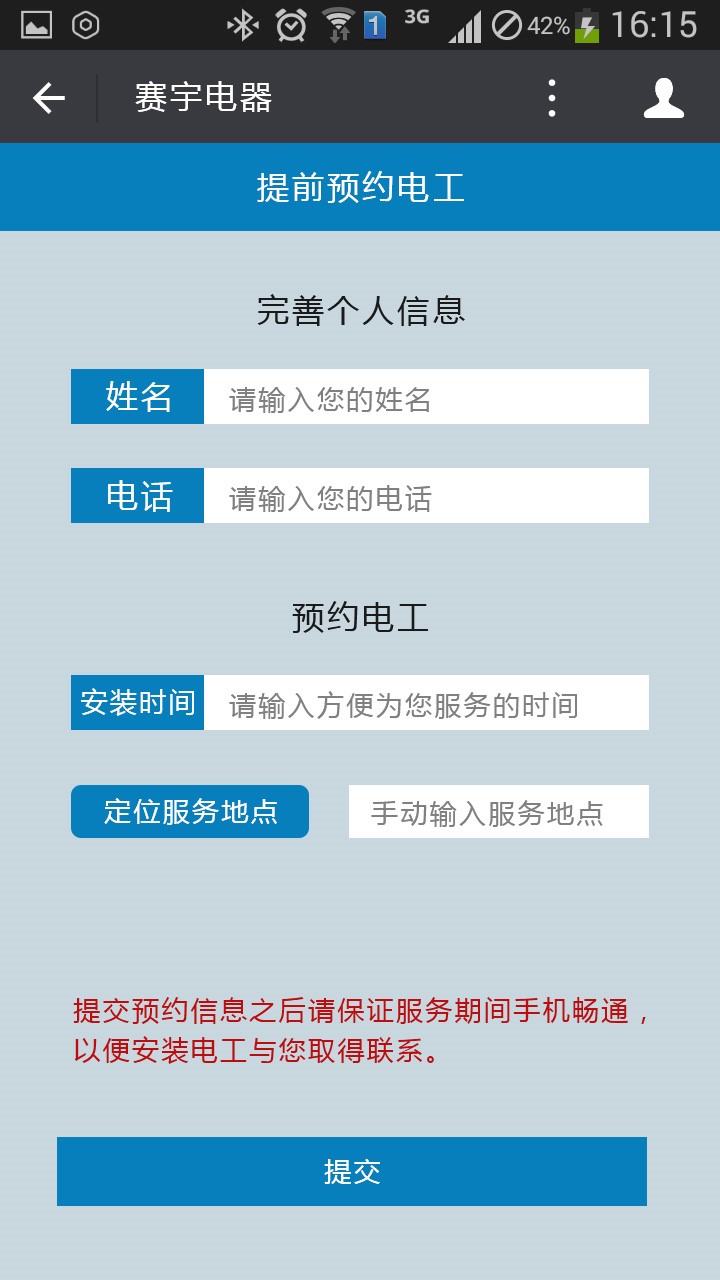 1 3G 42% 16:15
赛宇电器
提前预约电工
完善个人信息
姓名 请输入您的姓名
电话 请输入您的电话
预约电工
安装时间 请输入方便为您服务的时间
定位服务地点 手动输入服务地点
提交预约信息之后请保证服务期间手机畅通，
以便安装电工与您取得联系。
提交